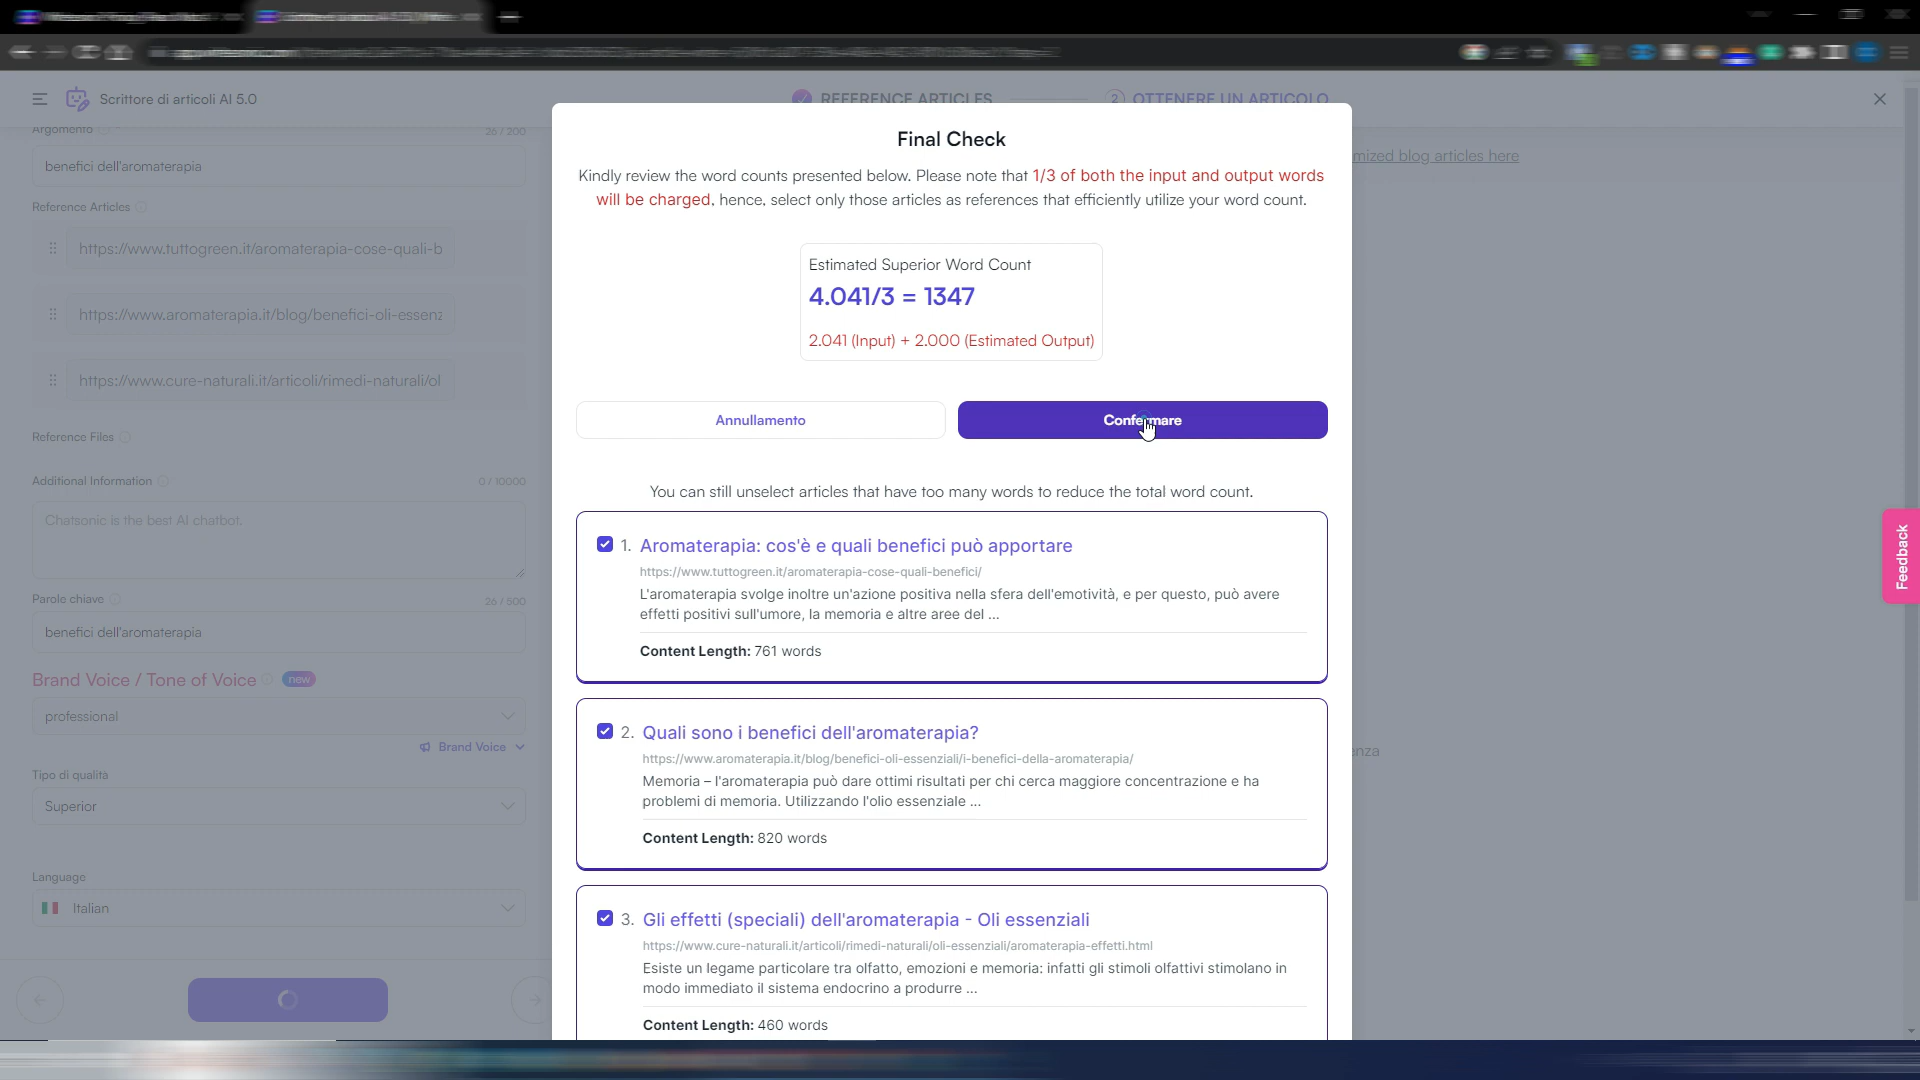 Scrittore di articoli AI 5.0
REFERENCE ARTICLES
2 OTTENERE UN ARTICOLO
Argomento
26 / 200
benefici dell'aromaterapia
Reference Articles
https://www.tuttogreen.it/aromaterapia-cose-quali-b
https://www.aromaterapia.it/blog/benefici-oli-essenz
https://www.cure-naturali.it/articoli/rimedi-naturali/ol
Reference Files
Additional Information
0 / 10000
Chatsonic is the best AI chatbot.
Parole chiave
26 / 500
benefici dell'aromaterapia
Brand Voice / Tone of Voice new
professional
Brand Voice
Tipo di qualità
Superior
Language
Italian
Final Check
Kindly review the word counts presented below. Please note that 1/3 of both the input and output words
will be charged, hence, select only those articles as references that efficiently utilize your word count.
Estimated Superior Word Count
4.041/3 = 1347
2.041 (Input) + 2.000 (Estimated Output)
Annullamento
Confermare
You can still unselect articles that have too many words to reduce the total word count.
1. Aromaterapia: cos'è e quali benefici può apportare
https://www.tuttogreen.it/aromaterapia-cose-quali-benefici/
L'aromaterapia svolge inoltre un'azione positiva nella sfera dell'emotività, e per questo, può avere
effetti positivi sull'umore, la memoria e altre aree del ...
Content Length: 761 words
2. Quali sono i benefici dell'aromaterapia?
https://www.aromaterapia.it/blog/benefici-oli-essenziali/i-benefici-della-aromaterapia/
Memoria – l'aromaterapia può dare ottimi risultati per chi cerca maggiore concentrazione e ha
problemi di memoria. Utilizzando l'olio essenziale ...
Content Length: 820 words
3. Gli effetti (speciali) dell'aromaterapia - Oli essenziali
https://www.cure-naturali.it/articoli/rimedi-naturali/oli-essenziali/aromaterapia-effetti.html
Esiste un legame particolare tra olfatto, emozioni e memoria: infatti gli stimoli olfattivi stimolano in
modo immediato il sistema endocrino a produrre ...
Content Length: 460 words
mized blog articles here
enza
Feedback